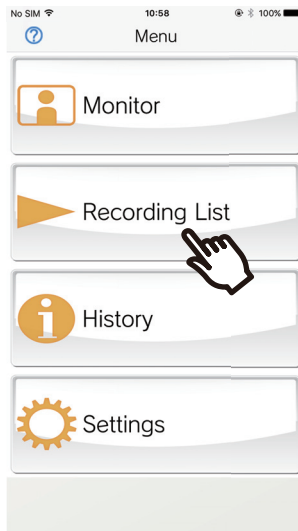 No SIM 10:58 100%
? Menu
Monitor
Recording List
i History
Settings